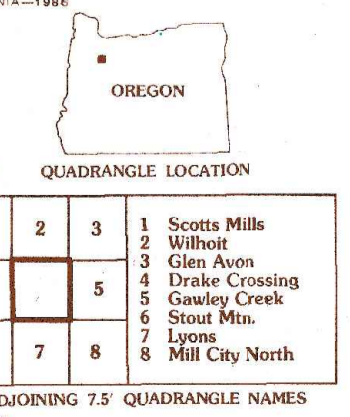 NIA—1986
OREGON
QUADRANGLE LOCATION
2 3
5
7 8
1 Scotts Mills
2 Wilhoit
3 Glen Avon
4 Drake Crossing
5 Gawley Creek
6 Stout Mtn.
7 Lyons
8 Mill City North
DJOINING 7.5′ QUADRANGLE NAMES